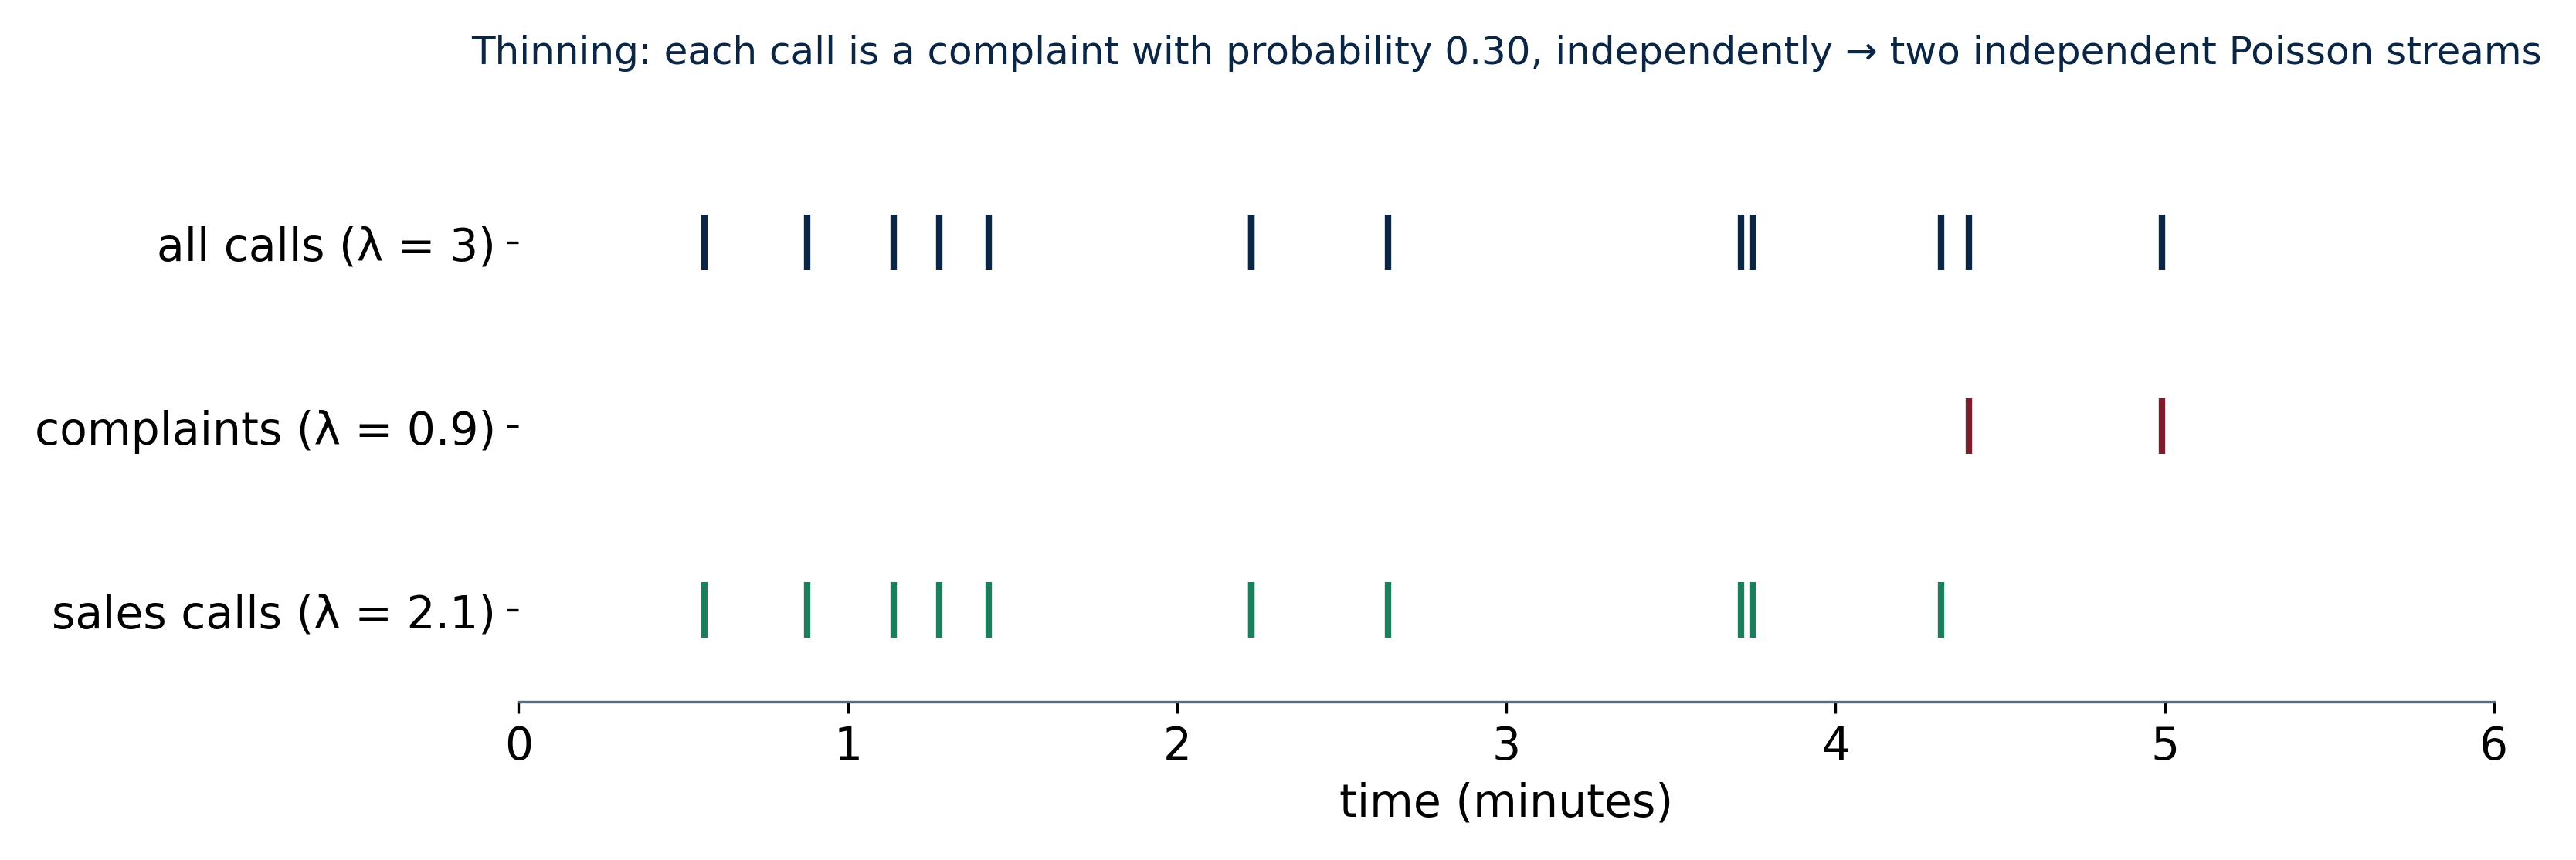 Thinning: each call is a complaint with probability 0.30, independently → two independent Poisson streams
all calls (λ = 3)
complaints (λ = 0.9)
sales calls (λ = 2.1)
0 1 2 3 4 5 6
time (minutes)